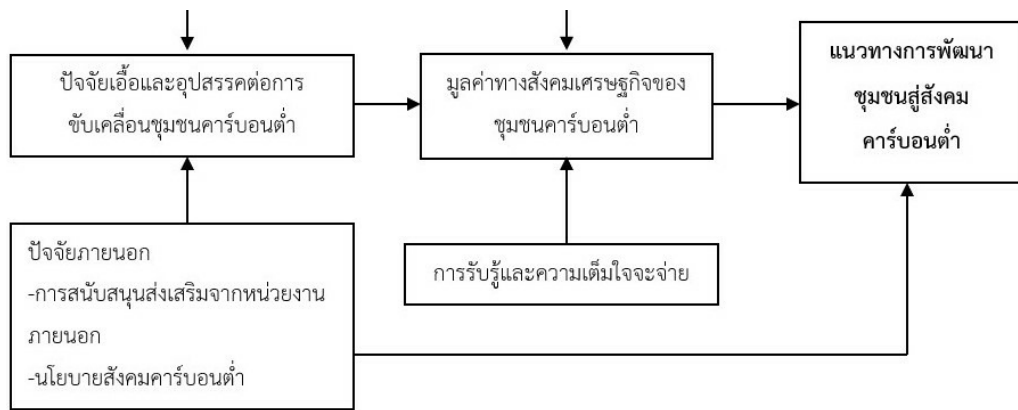 ปัจจัยเอื้อและอุปสรรคต่อการ
ขับเคลื่อนชุมชนคาร์บอนต่ำ
มูลค่าทางสังคมเศรษฐกิจของ
ชุมชนคาร์บอนต่ำ
แนวทางการพัฒนา
ชุมชนสู่สังคม
คาร์บอนต่ำ
ปัจจัยภายนอก
-การสนับสนุนส่งเสริมจากหน่วยงาน
ภายนอก
-นโยบายสังคมคาร์บอนต่ำ
การรับรู้และความเต็มใจจะจ่าย